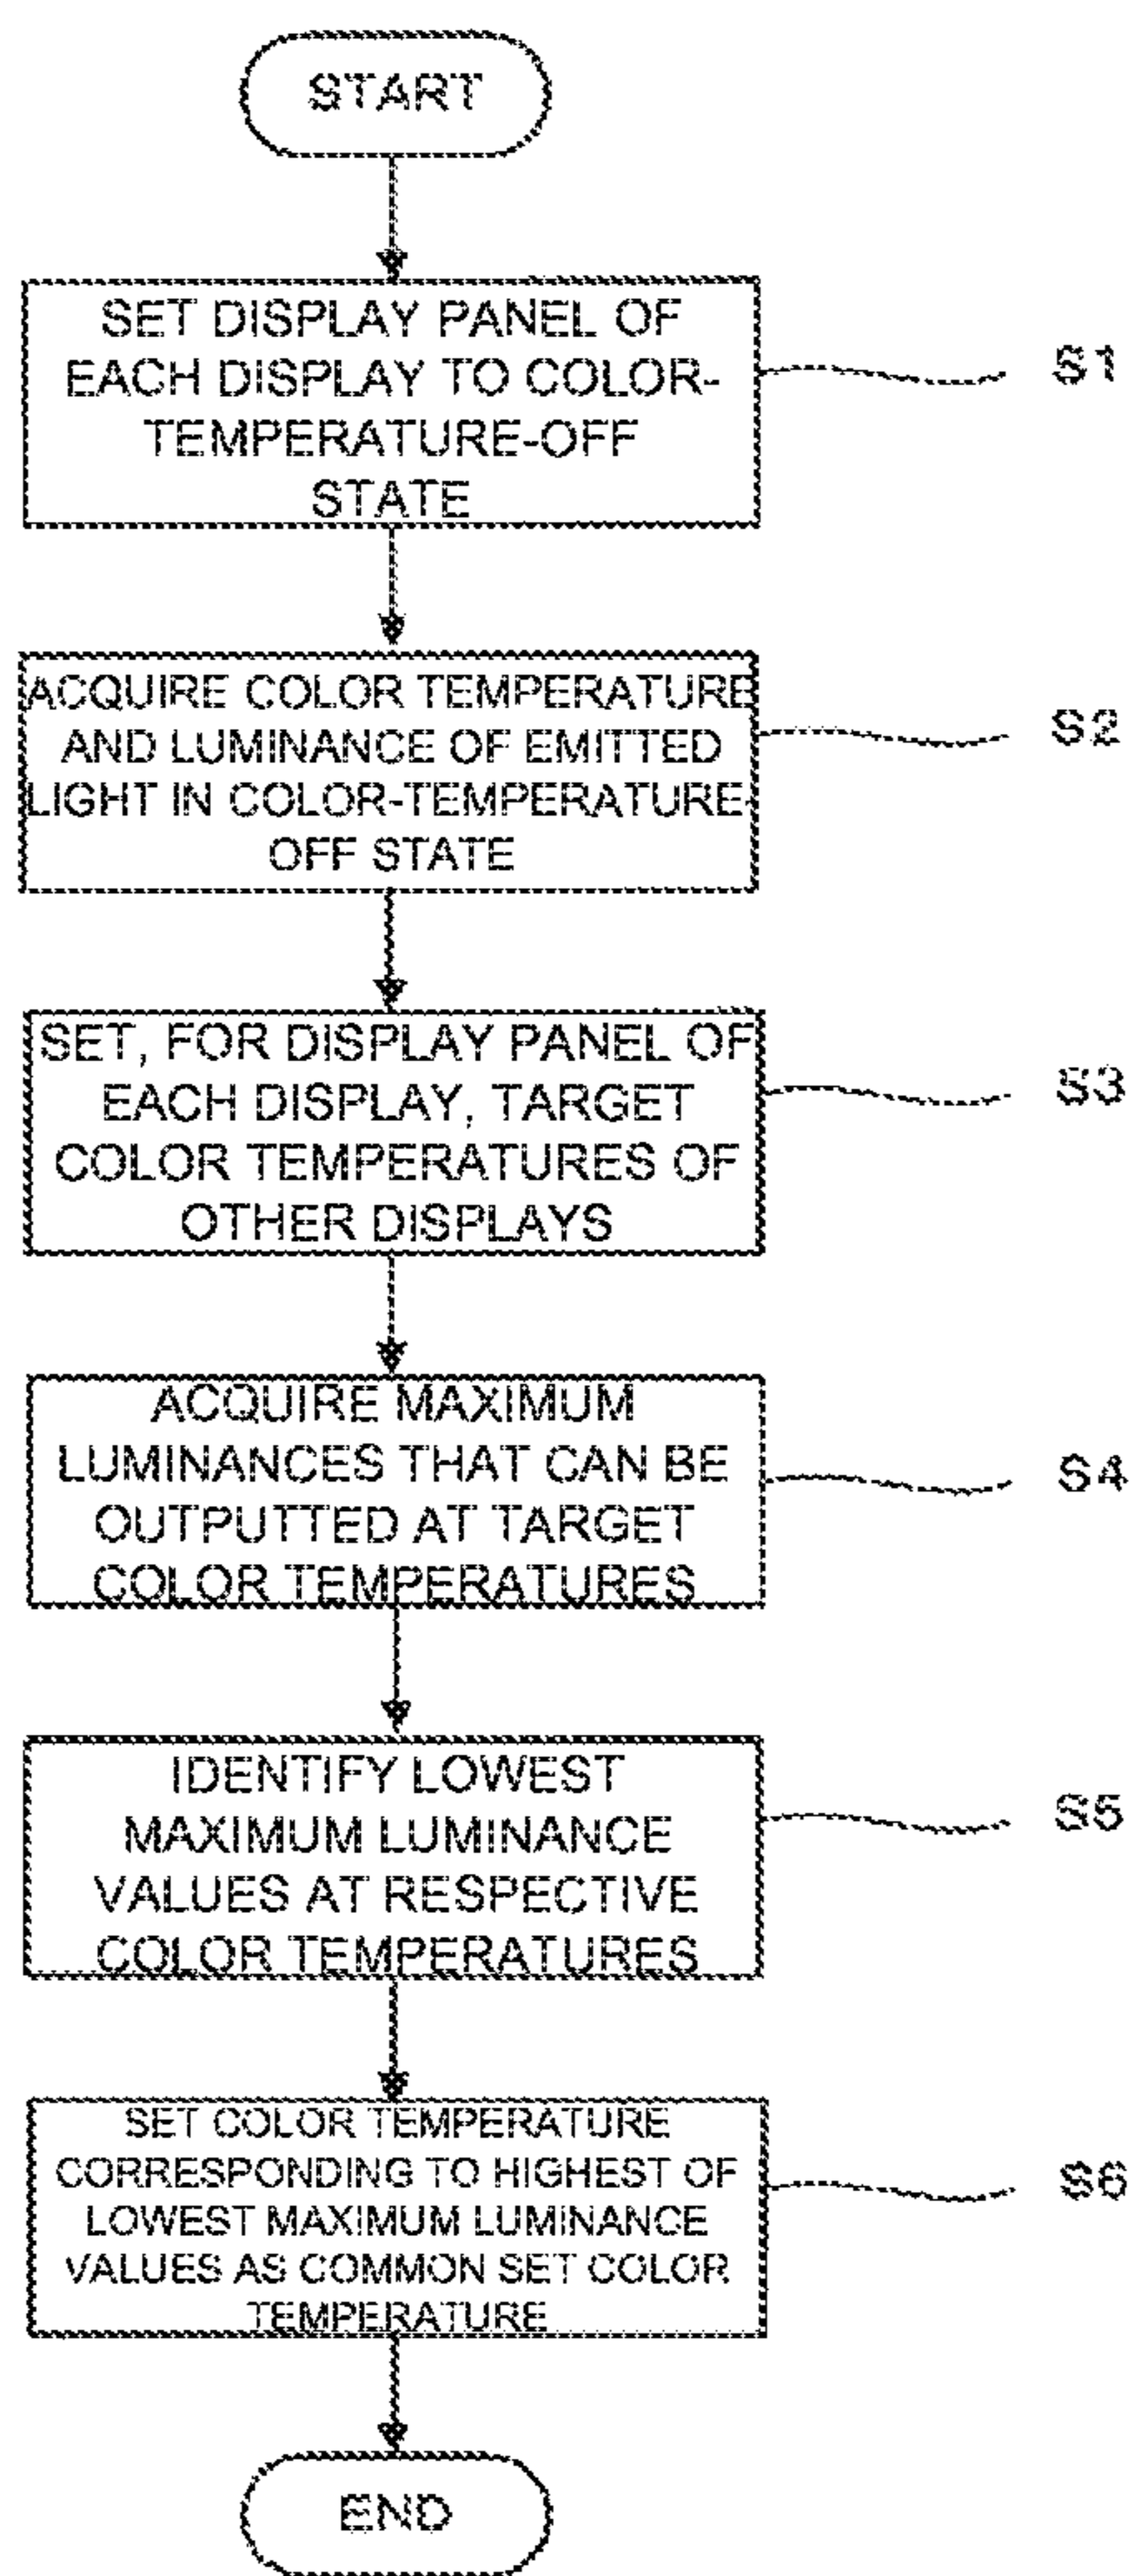 START
SET DISPLAY PANEL OF
EACH DISPLAY TO COLOR-
TEMPERATURE-OFF
STATE
S1
ACQUIRE COLOR TEMPERATURE
AND LUMINANCE OF EMITTED
LIGHT IN COLOR-TEMPERATURE-
OFF STATE
S2
SET, FOR DISPLAY PANEL OF
EACH DISPLAY, TARGET
COLOR TEMPERATURES OF
OTHER DISPLAYS
S3
ACQUIRE MAXIMUM
LUMINANCES THAT CAN BE
OUTPUTTED AT TARGET
COLOR TEMPERATURES
S4
IDENTIFY LOWEST
MAXIMUM LUMINANCE
VALUES AT RESPECTIVE
COLOR TEMPERATURES
S5
SET COLOR TEMPERATURE
CORRESPONDING TO HIGHEST OF
LOWEST MAXIMUM LUMINANCE
VALUES AS COMMON SET COLOR
TEMPERATURE
S6
END